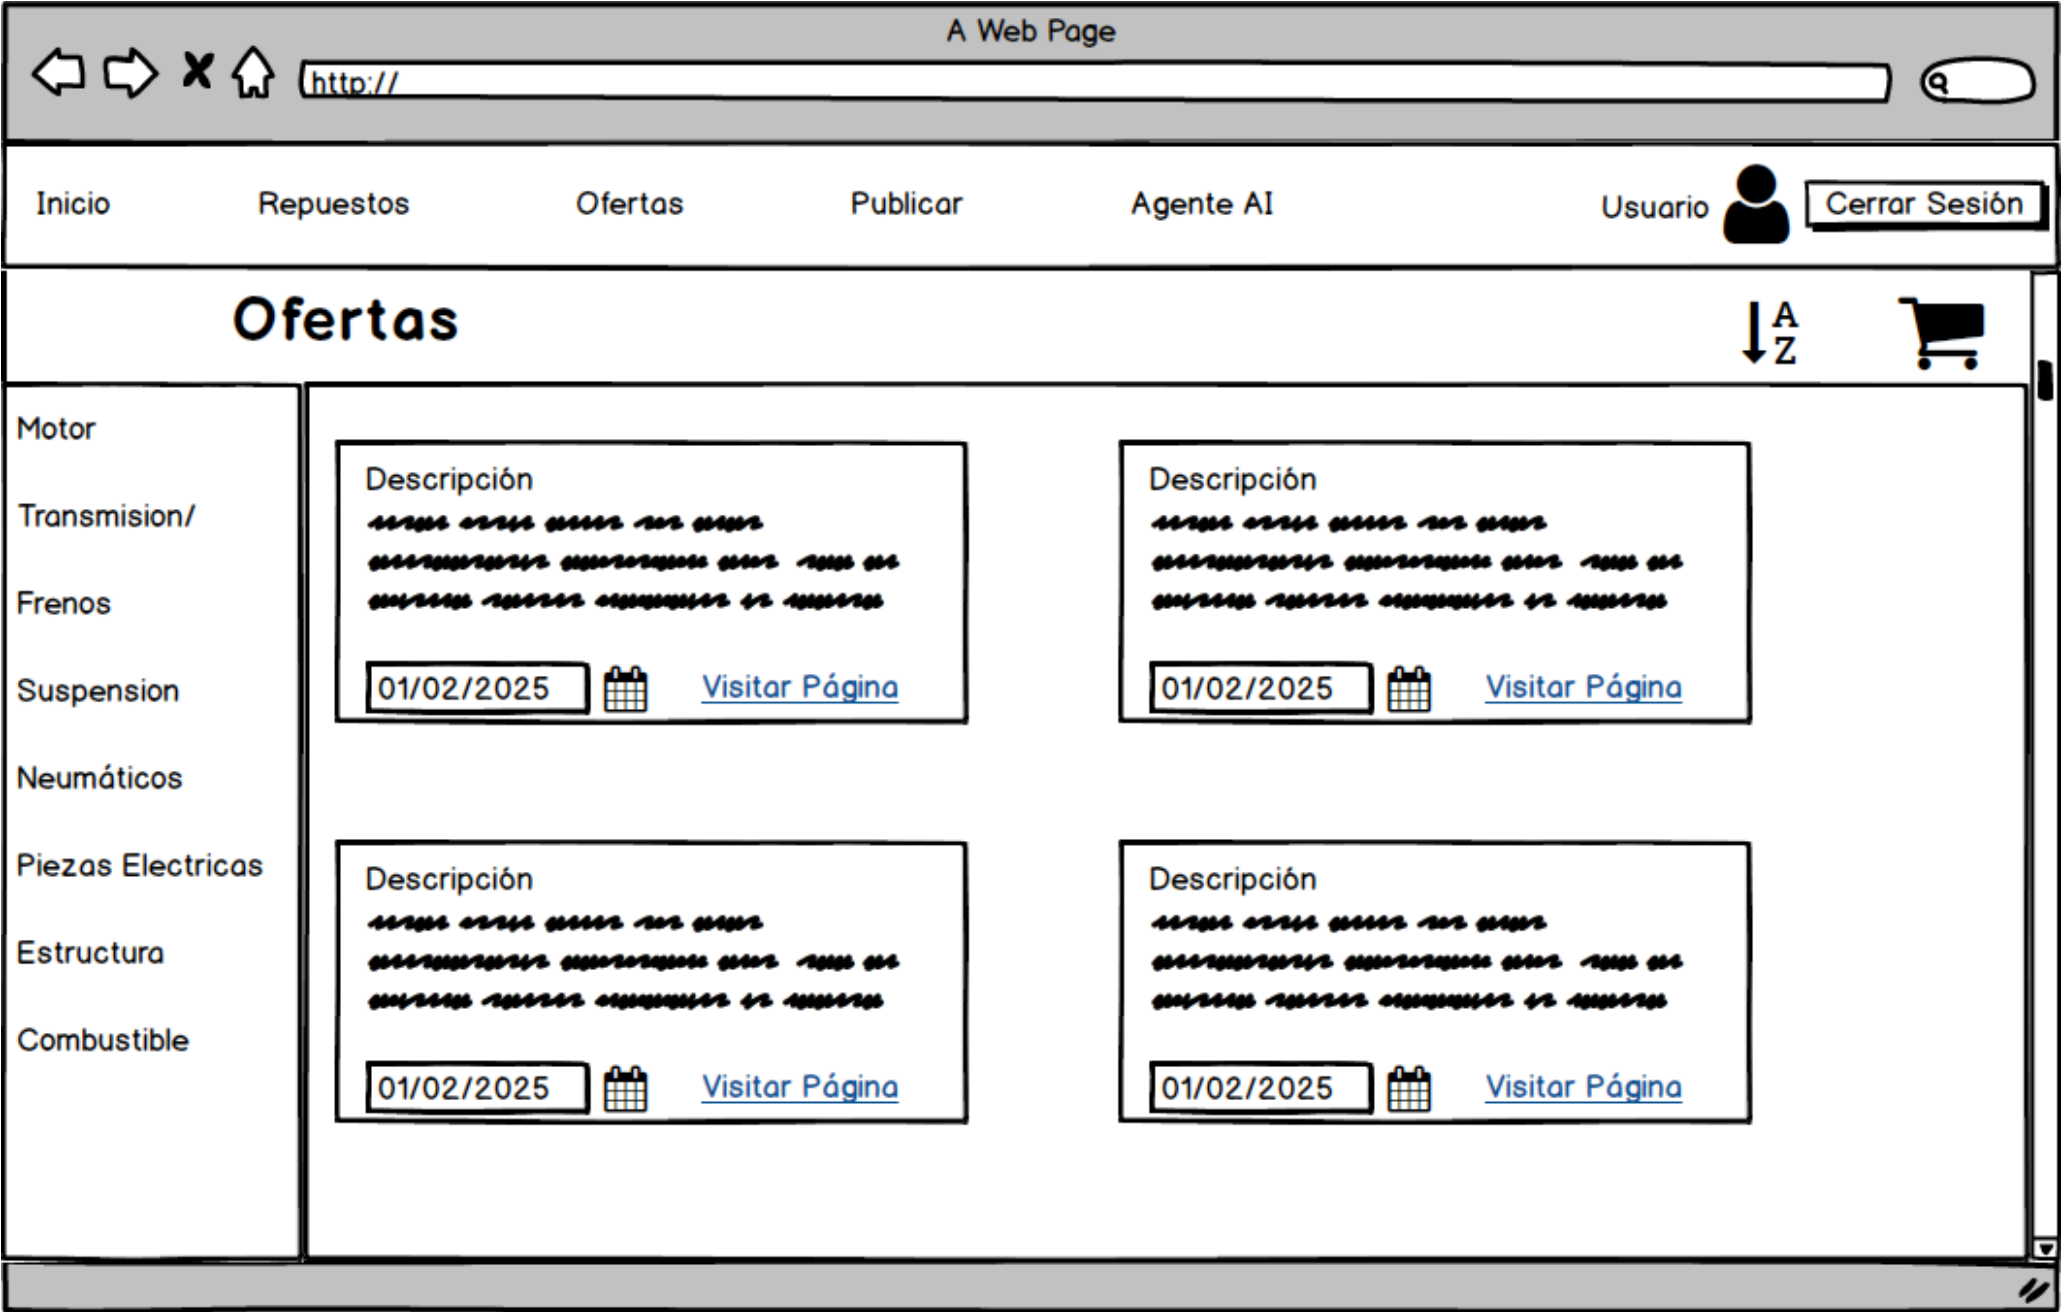 A Web Page
http://
Inicio Repuestos Ofertas Publicar Agente AI Usuario Cerrar Sesión
Ofertas
A
Z
Motor
Transmision/
Frenos
Suspension
Neumáticos
Piezas Electricas
Estructura
Combustible
Descripción
01/02/2025 Visitar Página
Descripción
01/02/2025 Visitar Página
Descripción
01/02/2025 Visitar Página
Descripción
01/02/2025 Visitar Página